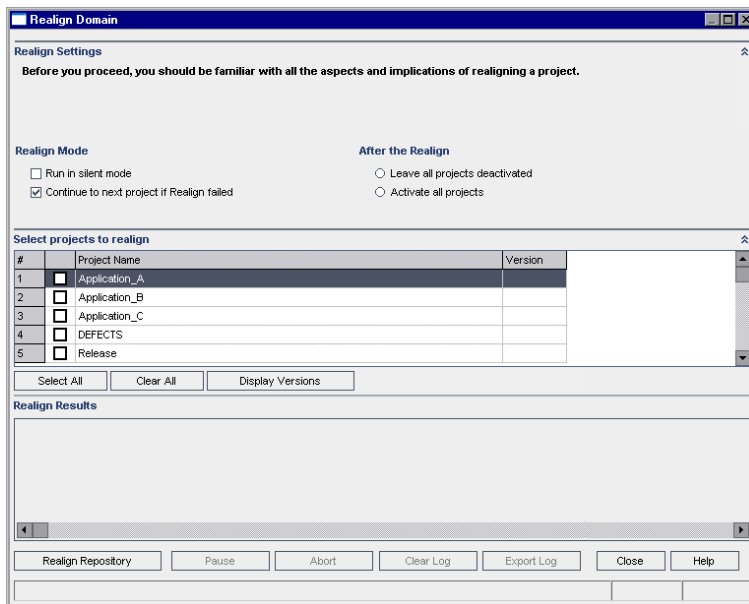 Realign Domain
Realign Settings
Before you proceed, you should be familiar with all the aspects and implications of realigning a project.
Realign Mode After the Realign
Run in silent mode Leave all projects deactivated
Continue to next project if Realign failed Activate all projects
Select projects to realign
# Project Name Version
1 Application_A
2 Application_B
3 Application_C
4 DEFECTS
5 Release
Select All Clear All Display Versions
Realign Results
Realign Repository Pause Abort Clear Log Export Log Close Help